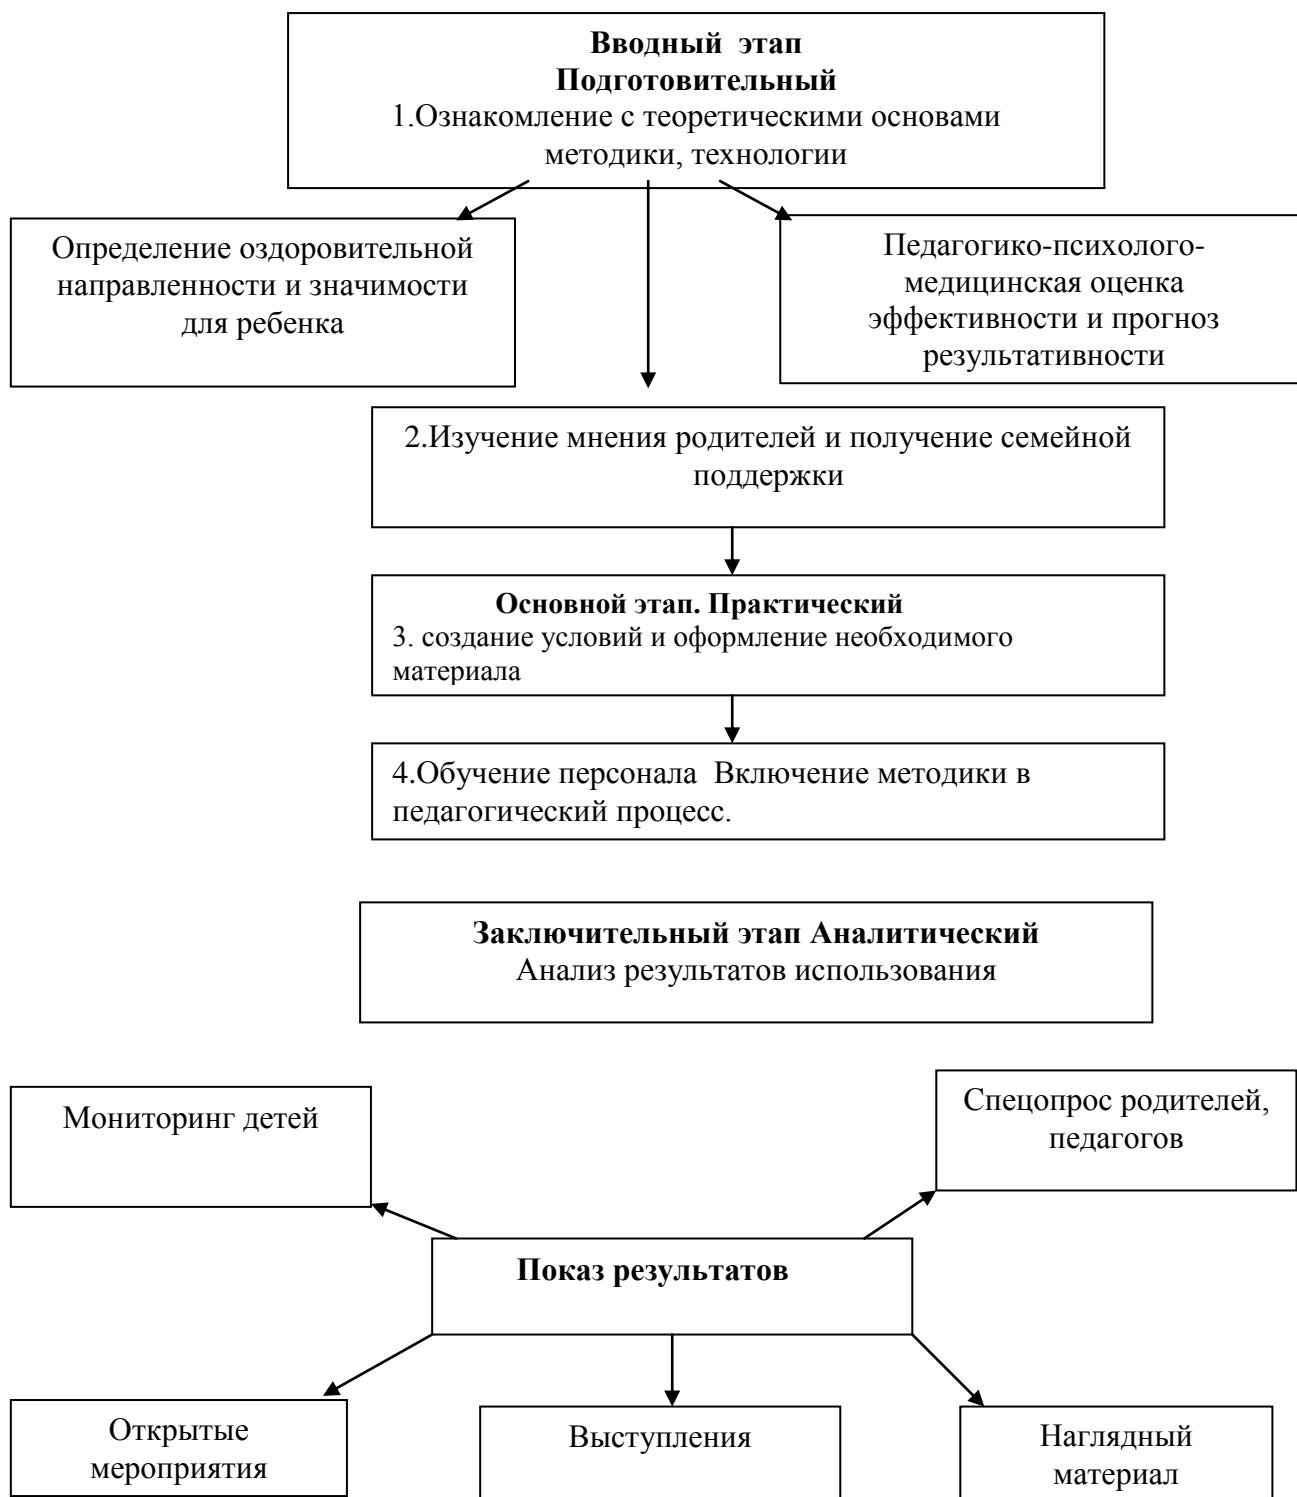 Вводный  этап
Подготовительный
1.Ознакомление с теоретическими основами
методики, технологии
Определение оздоровительной
направленности и значимости
для ребенка
Педагогико-психолого-
медицинская оценка
эффективности и прогноз
результативности
2.Изучение мнения родителей и получение семейной
поддержки
Основной этап. Практический
3. создание условий и оформление необходимого
материала
4.Обучение персонала  Включение методики в
педагогический процесс.
Заключительный этап Аналитический
Анализ результатов использования
Мониторинг детей
Спецопрос родителей,
педагогов
Показ результатов
Открытые
мероприятия
Выступления
Наглядный
материал